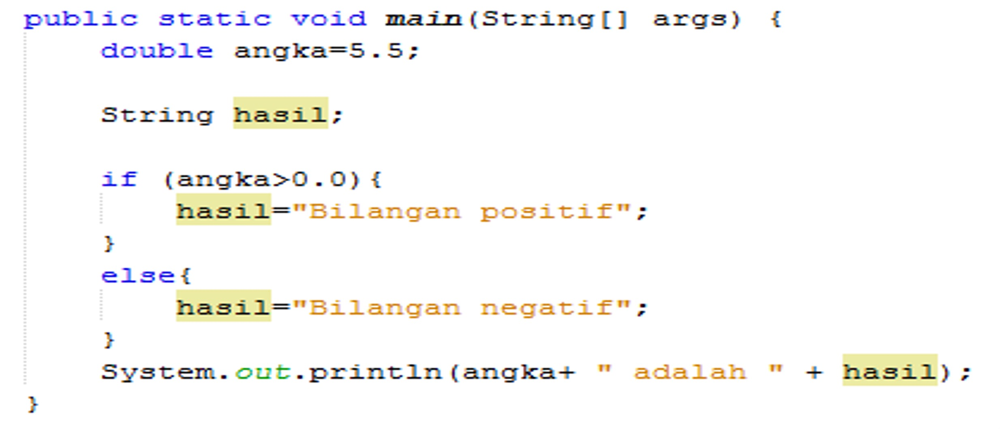 public static void main(String[] args) {
    double angka=5.5;
    String hasil;
    if (angka>0.0){
        hasil="Bilangan positif";
    }
    else{
        hasil="Bilangan negatif";
    }
    System.out.println(angka+ " adalah " + hasil);
}